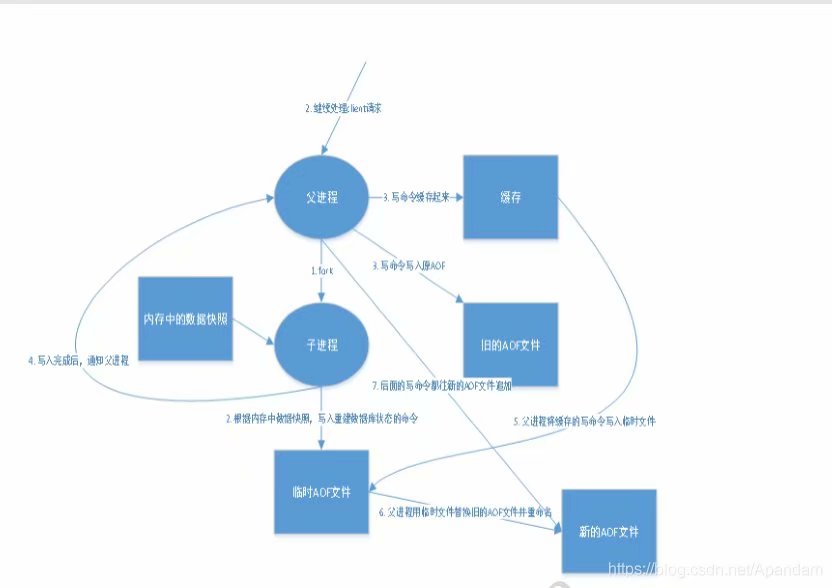 2. 继续处理client请求
父进程
3. 写命令缓存起来
缓存
3. 写命令写入原AOF
1. fork
内存中的数据快照
子进程
旧的AOF文件
4. 写入完成后，通知父进程
7. 后面的写命令都往新的AOF文件追加
2. 根据内存中数据快照，写入重建数据库状态的命令
5. 父进程将缓存的写命令写入临时文件
临时AOF文件
6. 父进程用临时文件替换旧的AOF文件并重命名
新的AOF文件
https://blog.csdn.net/Apandam